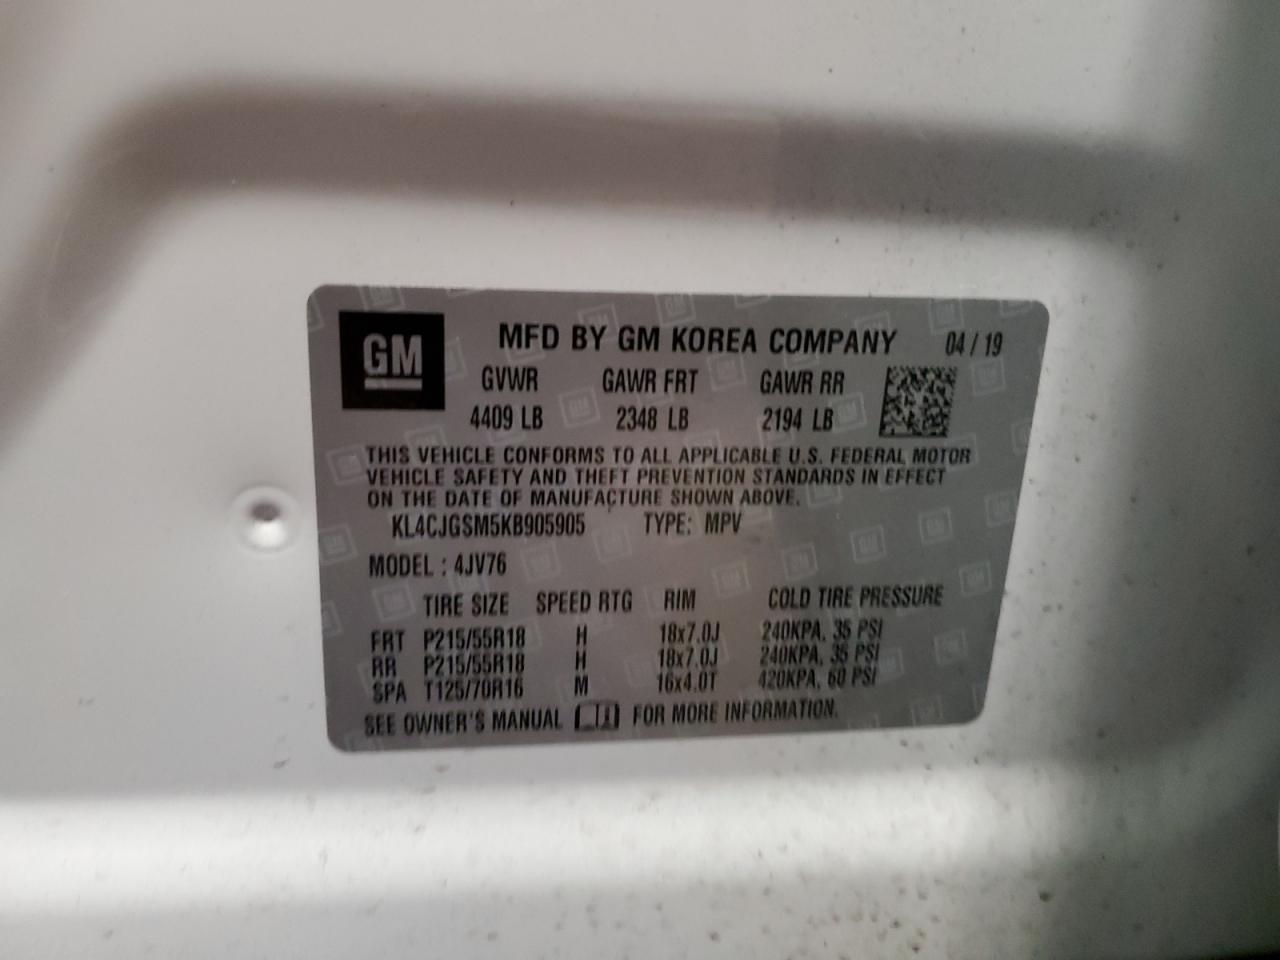 GM MFD BY GM KOREA COMPANY 04/19
GVWR GAWR FRT GAWR RR
4409 LB 2348 LB 2194 LB
THIS VEHICLE CONFORMS TO ALL APPLICABLE U.S. FEDERAL MOTOR
VEHICLE SAFETY AND THEFT PREVENTION STANDARDS IN EFFECT
ON THE DATE OF MANUFACTURE SHOWN ABOVE.
KL4CJGSM5KB905905 TYPE: MPV
MODEL : 4JV76
TIRE SIZE SPEED RTG RIM COLD TIRE PRESSURE
FRT P215/55R18 H 18x7.0J 240KPA, 35 PSI
RR P215/55R18 H 18x7.0J 240KPA, 35 PSI
SPA T125/70R16 M 16x4.0T 420KPA, 60 PSI
SEE OWNER'S MANUAL FOR MORE INFORMATION.